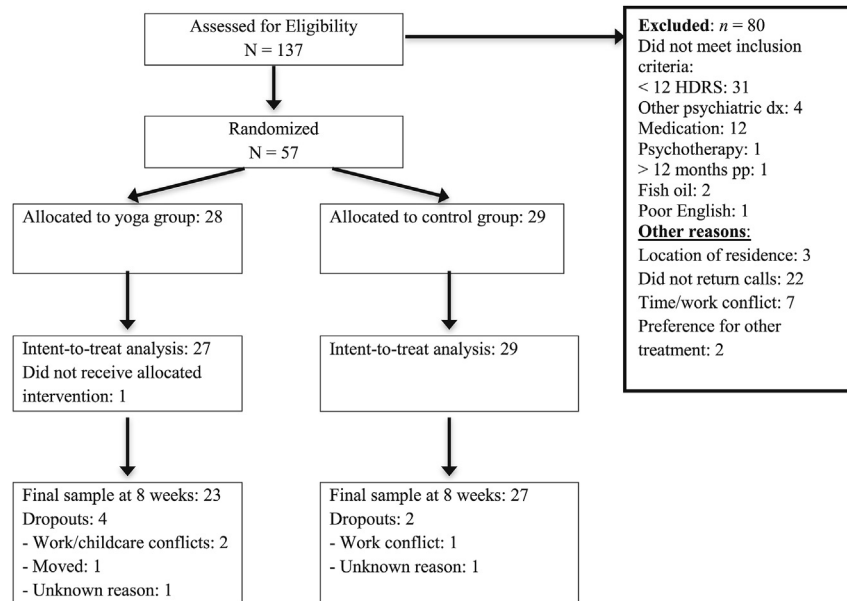 Assessed for Eligibility
N = 137
Excluded: n = 80
Did not meet inclusion
criteria:
< 12 HDRS: 31
Other psychiatric dx: 4
Medication: 12
Psychotherapy: 1
> 12 months pp: 1
Fish oil: 2
Poor English: 1
Other reasons:
Location of residence: 3
Did not return calls: 22
Time/work conflict: 7
Preference for other
treatment: 2
Randomized
N = 57
Allocated to yoga group: 28
Allocated to control group: 29
Intent-to-treat analysis: 27
Did not receive allocated
intervention: 1
Intent-to-treat analysis: 29
Final sample at 8 weeks: 23
Dropouts: 4
- Work/childcare conflicts: 2
- Moved: 1
- Unknown reason: 1
Final sample at 8 weeks: 27
Dropouts: 2
- Work conflict: 1
- Unknown reason: 1